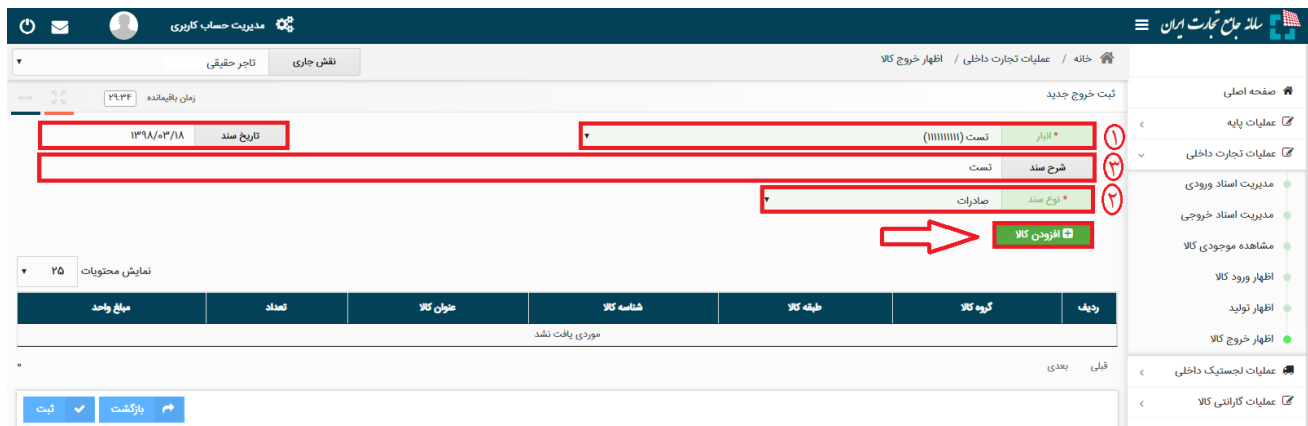 سامانه جامع تجارت ایران
مدیریت حساب کاربری
خانه / عملیات تجارت داخلی / اظهار خروج کالا
نقش جاری تاجر حقیقی
صفحه اصلی
عملیات پایه
عملیات تجارت داخلی
مدیریت اسناد ورودی
مدیریت اسناد خروجی
مشاهده موجودی کالا
اظهار ورود کالا
اظهار تولید
اظهار خروج کالا
عملیات لجستیک داخلی
عملیات گارانتی کالا
ثبت خروج جدید
زمان باقیمانده ۲۹:۳۴
۱ * انبار تست (۱۱۱۱۱۱۱۱۱۱)
تاریخ سند ۱۳۹۸/۰۳/۱۸
۳ شرح سند تست
۲ * نوع سند صادرات
افزودن کالا
نمایش محتویات ۲۵
ردیف گروه کالا طبقه کالا شناسه کالا عنوان کالا تعداد مبلغ واحد
موردی یافت نشد
قبلی بعدی ۰
بازگشت ثبت